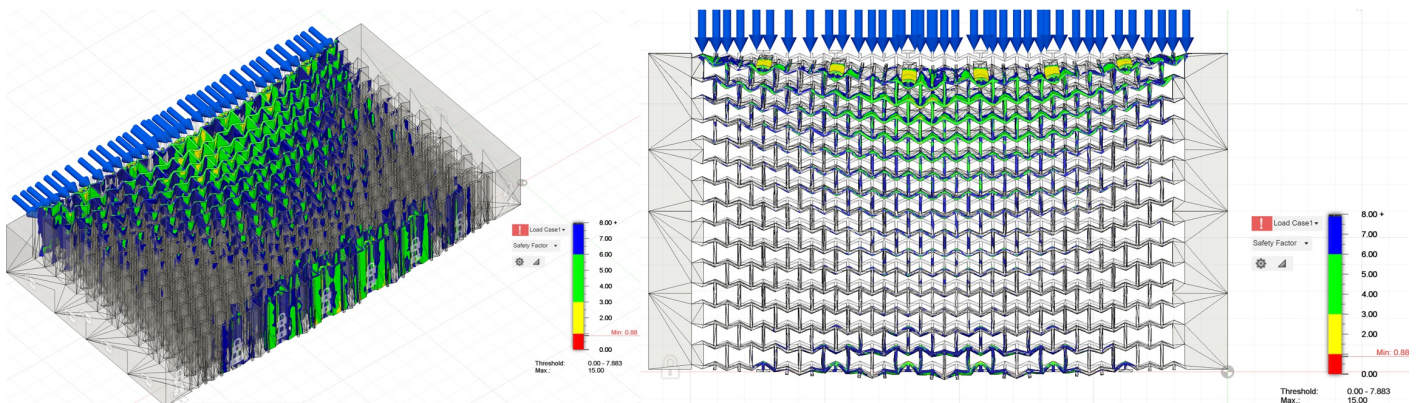 Load Case1
Safety Factor
8.00 +
7.00
6.00
5.00
4.00
3.00
2.00
Min: 0.88
0.00
Threshold: 0.00 - 7.883
Max.: 15.00
Load Case1
Safety Factor
8.00 +
7.00
6.00
5.00
4.00
3.00
2.00
Min: 0.88
0.00
Threshold: 0.00 - 7.883
Max.: 15.00